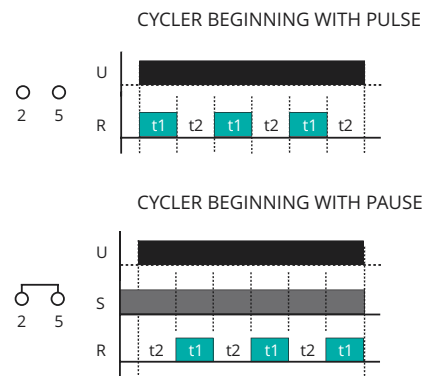 CYCLER BEGINNING WITH PULSE
U
2 5
R t1 t2 t1 t2 t1 t2
CYCLER BEGINNING WITH PAUSE
U
S
2 5
R t2 t1 t2 t1 t2 t1